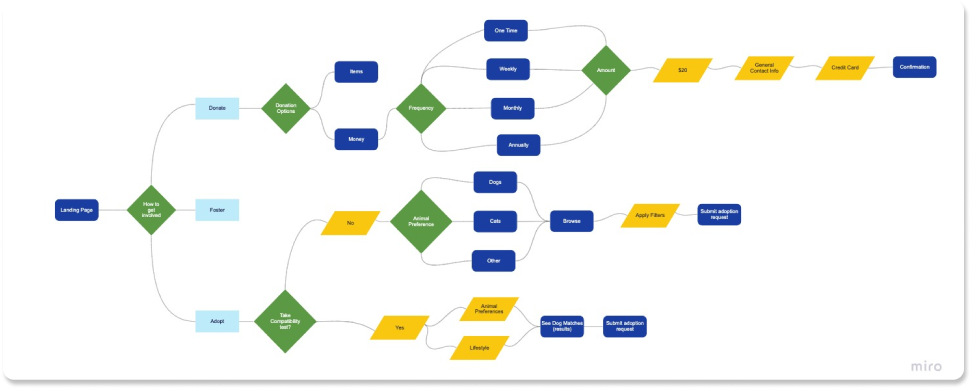 One Time
Items
Weekly
Amount
$20
General
Contact Info
Credit Card
Confirmation
Donate
Donation
Options
Frequency
Monthly
Money
Annually
Landing Page
How to
get
involved
Foster
No
Animal
Preference
Dogs
Cats
Other
Browse
Apply Filters
Submit adoption
request
Adopt
Take
Compatibility
test?
Yes
Animal
Preferences
Lifestyle
See Dog Matches
(results)
Submit adoption
request
miro